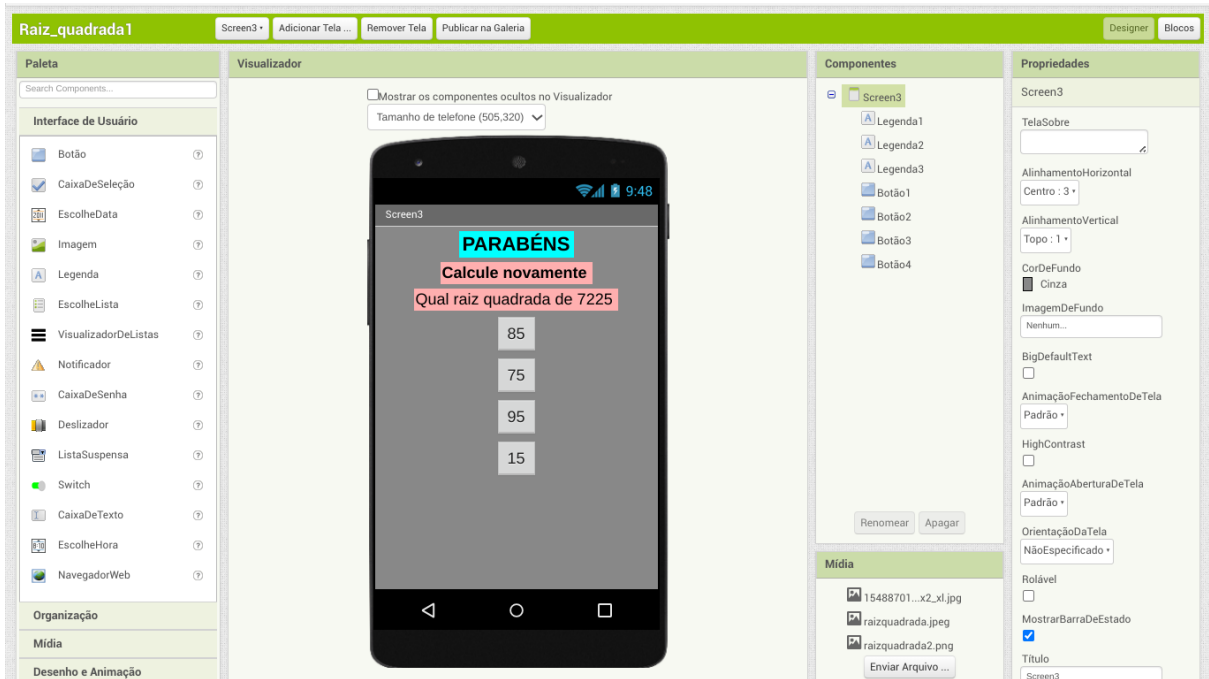 Raiz_quadrada1
Screen3
Adicionar Tela ...
Remover Tela
Publicar na Galeria
Designer
Blocos
Paleta
Search Components...
Interface de Usuário
Botão
CaixaDeSeleção
EscolheData
Imagem
Legenda
EscolheLista
VisualizadorDeListas
Notificador
CaixaDeSenha
Deslizador
ListaSuspensa
Switch
CaixaDeTexto
EscolheHora
NavegadorWeb
Organização
Mídia
Desenho e Animação
Visualizador
Mostrar os componentes ocultos no Visualizador
Tamanho de telefone (505,320)
9:48
Screen3
PARABÉNS
Calcule novamente
Qual raiz quadrada de 7225
85
75
95
15
Componentes
Screen3
Legenda1
Legenda2
Legenda3
Botão1
Botão2
Botão3
Botão4
Renomear
Apagar
Mídia
15488701...x2_xl.jpg
raizquadrada.jpeg
raizquadrada2.png
Enviar Arquivo ...
Propriedades
Screen3
TelaSobre
AlinhamentoHorizontal
Centro : 3
AlinhamentoVertical
Topo : 1
CorDeFundo
Cinza
ImagemDeFundo
Nenhum...
BigDefaultText
AnimaçãoFechamentoDeTela
Padrão
HighContrast
AnimaçãoAberturaDeTela
Padrão
OrientaçãoDaTela
NãoEspecificado
Rolável
MostrarBarraDeEstado
Título
Screen3